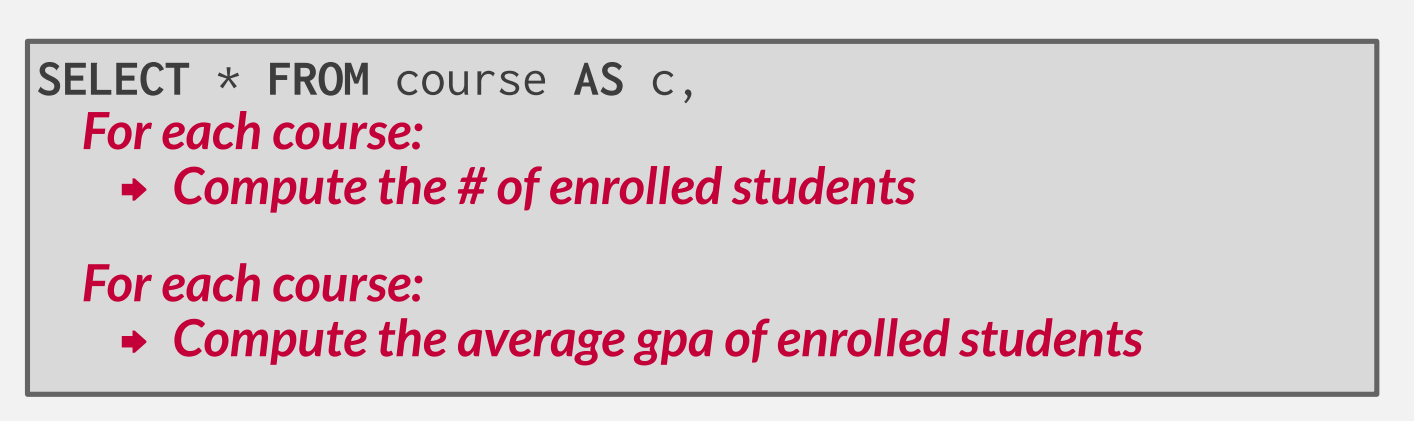 SELECT * FROM course AS c,
For each course:
➡ Compute the # of enrolled students
For each course:
➡ Compute the average gpa of enrolled students